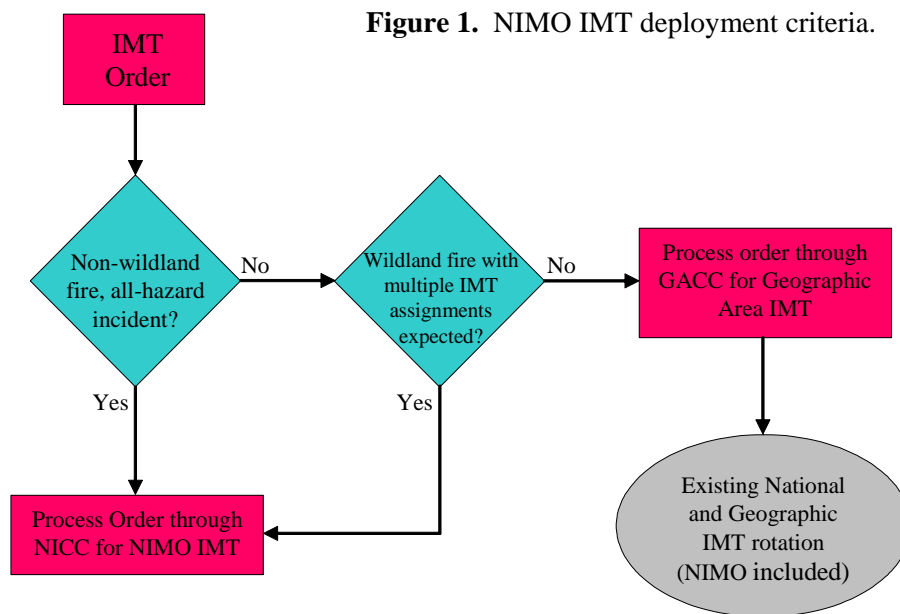 Figure 1. NIMO IMT deployment criteria.
IMT
Order
Non-wildland
fire, all-hazard
incident?
No
Wildland fire with
multiple IMT
assignments
expected?
No
Process order through
GACC for Geographic
Area IMT
Yes
Yes
Process Order through
NICC for NIMO IMT
Existing National
and Geographic
IMT rotation
(NIMO included)